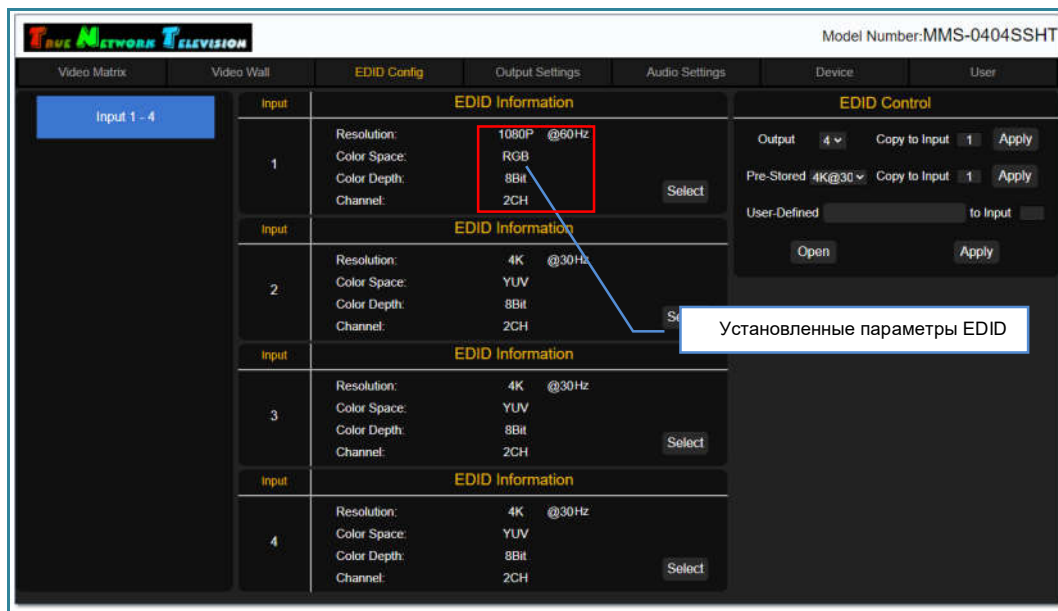 True Network Television
Model Number:MMS-0404SSHT
Video Matrix Video Wall EDID Config Output Settings Audio Settings Device User
Input 1 - 4
Input EDID Information
1
Resolution: 1080P @60Hz
Color Space: RGB
Color Depth: 8Bit
Channel: 2CH
Select
Input EDID Information
2
Resolution: 4K @30Hz
Color Space: YUV
Color Depth: 8Bit
Channel: 2CH
Input EDID Information
3
Resolution: 4K @30Hz
Color Space: YUV
Color Depth: 8Bit
Channel: 2CH
Select
Input EDID Information
4
Resolution: 4K @30Hz
Color Space: YUV
Color Depth: 8Bit
Channel: 2CH
Select
EDID Control
Output 4 Copy to Input 1 Apply
Pre-Stored 4K@30 Copy to Input 1 Apply
User-Defined to Input
Open Apply
Установленные параметры EDID